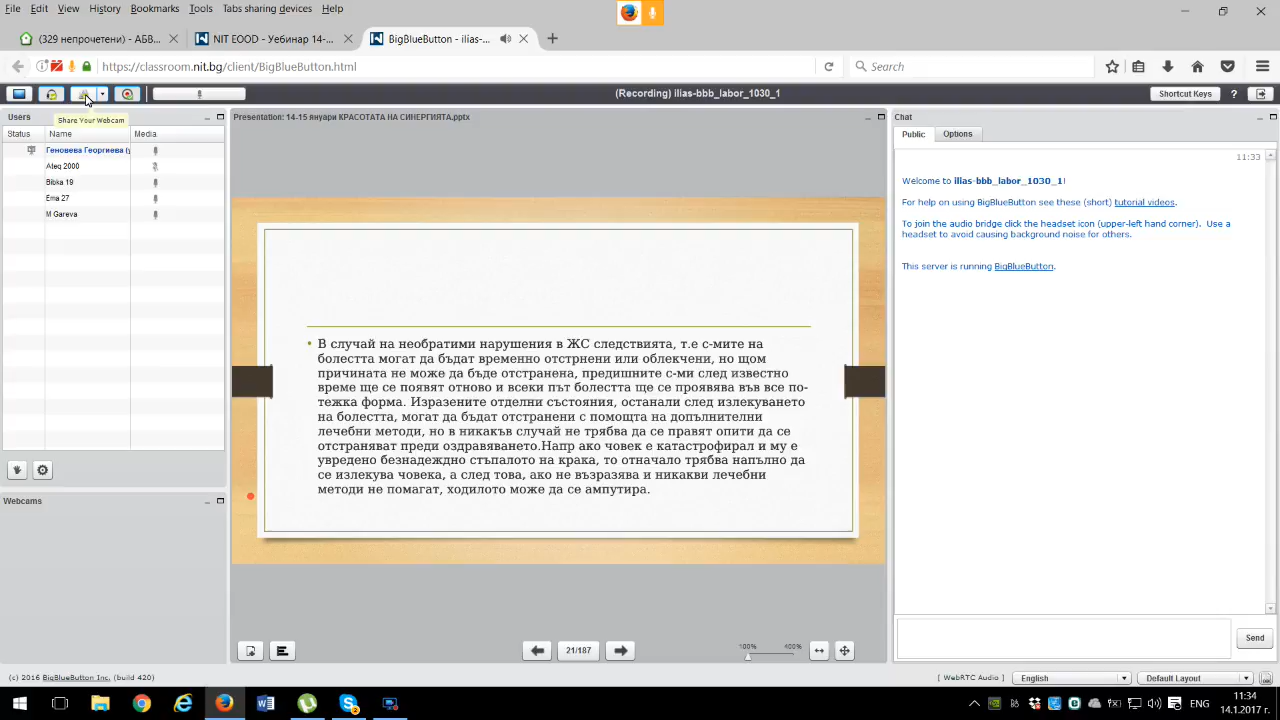 File Edit View History Bookmarks Tools Tabs sharing devices Help
(329 непрочетени) - АБВ...
NIT EOOD - Уебинар 14-...
BigBlueButton - ilias-...
https://classroom.nit.bg/client/BigBlueButton.html
Search
(Recording) ilias-bbb_labor_1030_1
Shortcut Keys
Share Your Webcam
Users
Status Name Media
Геновева Георгиева (
Ateq 2000
Bibka 19
Ema 27
M Gareva
Webcams
Presentation: 14-15 януари КРАСОТАТА НА СИНЕРГИЯТА.pptx
• В случай на необратими нарушения в ЖС следствията, т.е с-мите на
болестта могат да бъдат временно отстрнени или облекчени, но щом
причината не може да бъде отстранена, предишните с-ми след известно
време ще се появят отново и всеки път болестта ще се проявява във все по-
тежка форма. Изразените отделни състояния, останали след излекуването
на болестта, могат да бъдат отстранени с помощта на допълнителни
лечебни методи, но в никакъв случай не трябва да се правят опити да се
отстраняват преди оздравяването.Напр ако човек е катастрофирал и му е
увредено безнадеждно стъпалото на крака, то отначало трябва напълно да
се излекува човека, а след това, ако не възразява и никакви лечебни
методи не помагат, ходилото може да се ампутира.
21/187
100% 400%
Chat
Public Options
11:33
Welcome to ilias-bbb_labor_1030_1!
For help on using BigBlueButton see these (short) tutorial videos.
To join the audio bridge click the headset icon (upper-left hand corner). Use a
headset to avoid causing background noise for others.
This server is running BigBlueButton.
Send
(c) 2016 BigBlueButton Inc. (build 420)
[ WebRTC Audio ]
English
Default Layout
ENG
11:34
14.1.2017 г.